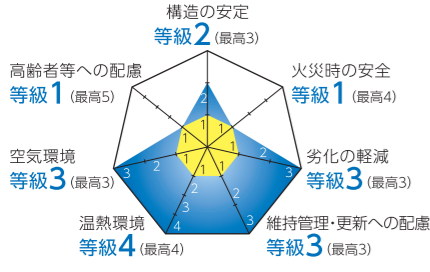 構造の安定
等級2(最高3)
高齢者等への配慮
等級1(最高5)
火災時の安全
等級1(最高4)
空気環境
等級3(最高3)
劣化の軽減
等級3(最高3)
温熱環境
等級4(最高4)
維持管理・更新への配慮
等級3(最高3)
2
1 1
1 1 2 3
3 2 1 1
1 1
2 2
3 3
4